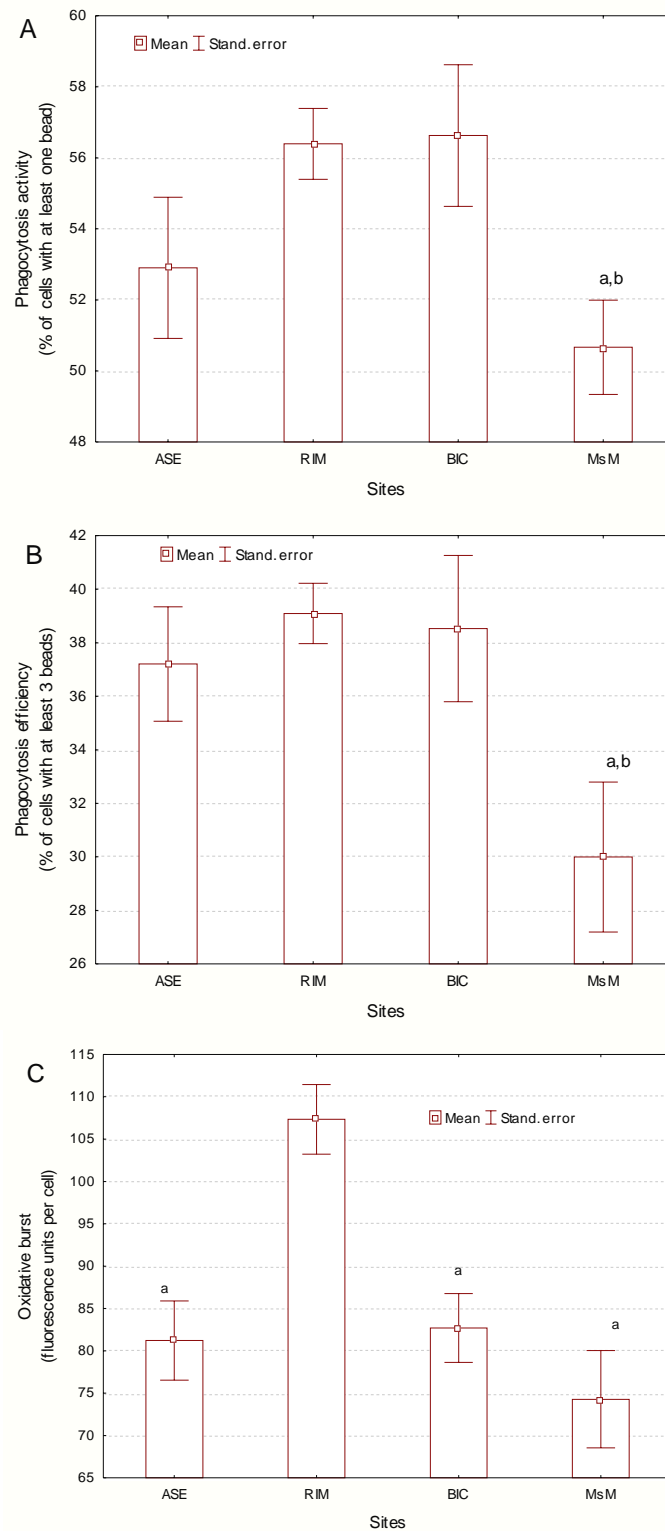 A
Mean Stand.error
Phagocytosis activity
(% of cells with at least one bead)
60
58
56
54
52
50
48
a,b
ASE RIM BIC MsM
Sites
B
Mean Stand.error
Phagocytosis efficiency
(% of cells with at least 3 beads)
42
40
38
36
34
32
30
28
26
a,b
ASE RIM BIC MsM
Sites
C
Mean Stand.error
Oxidative burst
(fluorescence units per cell)
115
110
105
100
95
90
85
80
75
70
65
a a a
ASE RIM BIC MsM
Sites